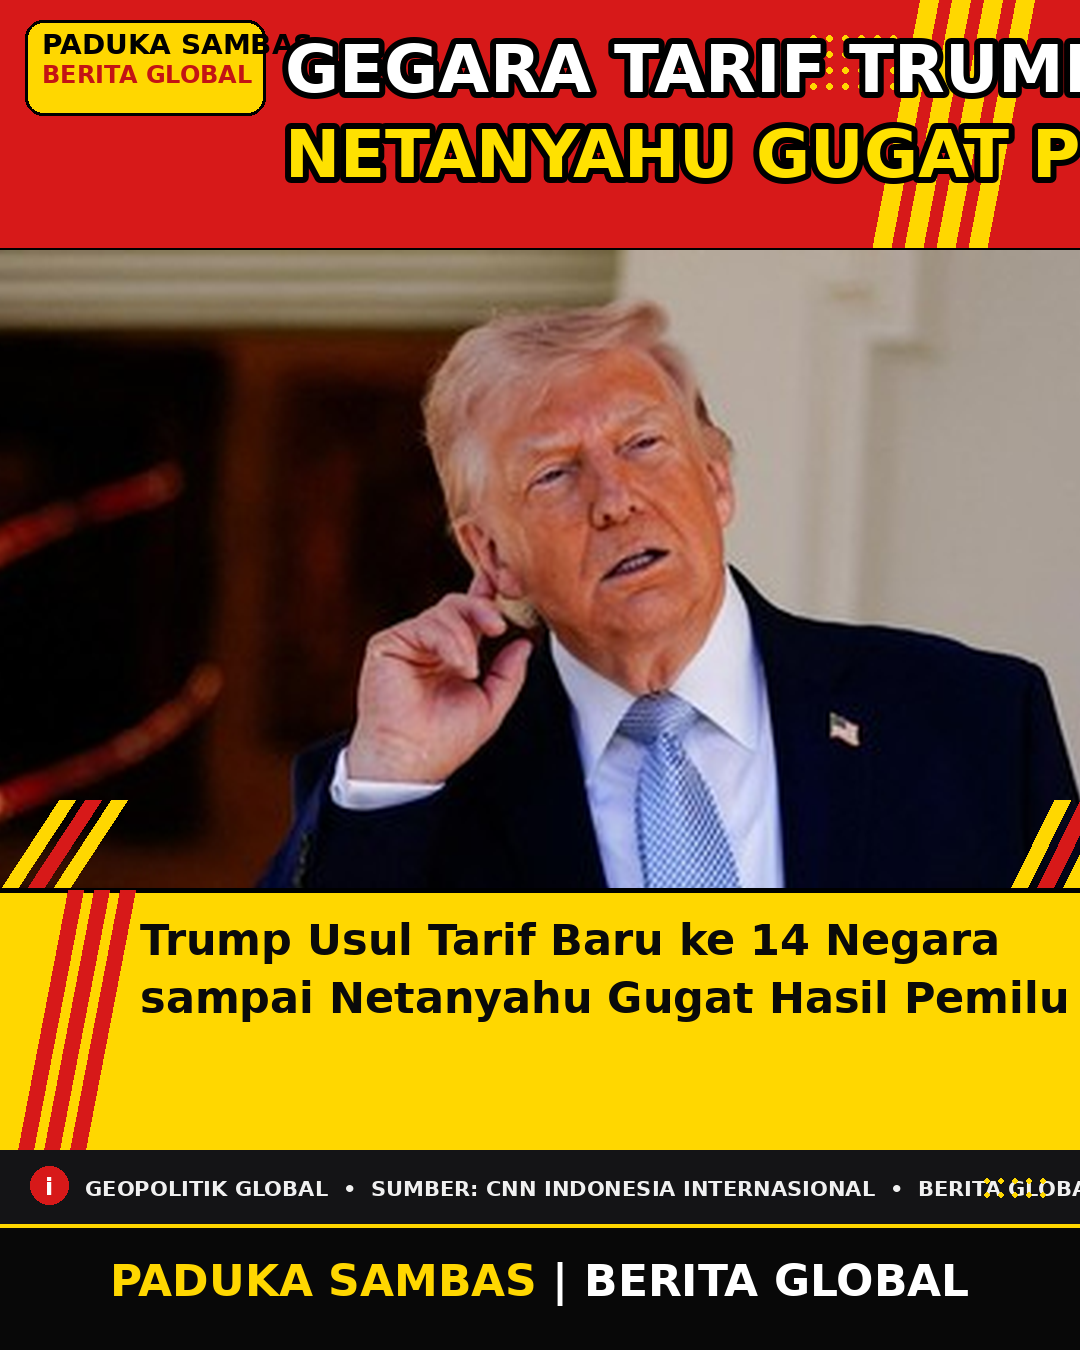 PADUKA SAMBAS
BERITA GLOBAL
GEGARA TARIF TRUMP
NETANYAHU GUGAT P
Trump Usul Tarif Baru ke 14 Negara
sampai Netanyahu Gugat Hasil Pemilu
i GEOPOLITIK GLOBAL • SUMBER: CNN INDONESIA INTERNASIONAL • BERITA GLOBA
PADUKA SAMBAS | BERITA GLOBAL